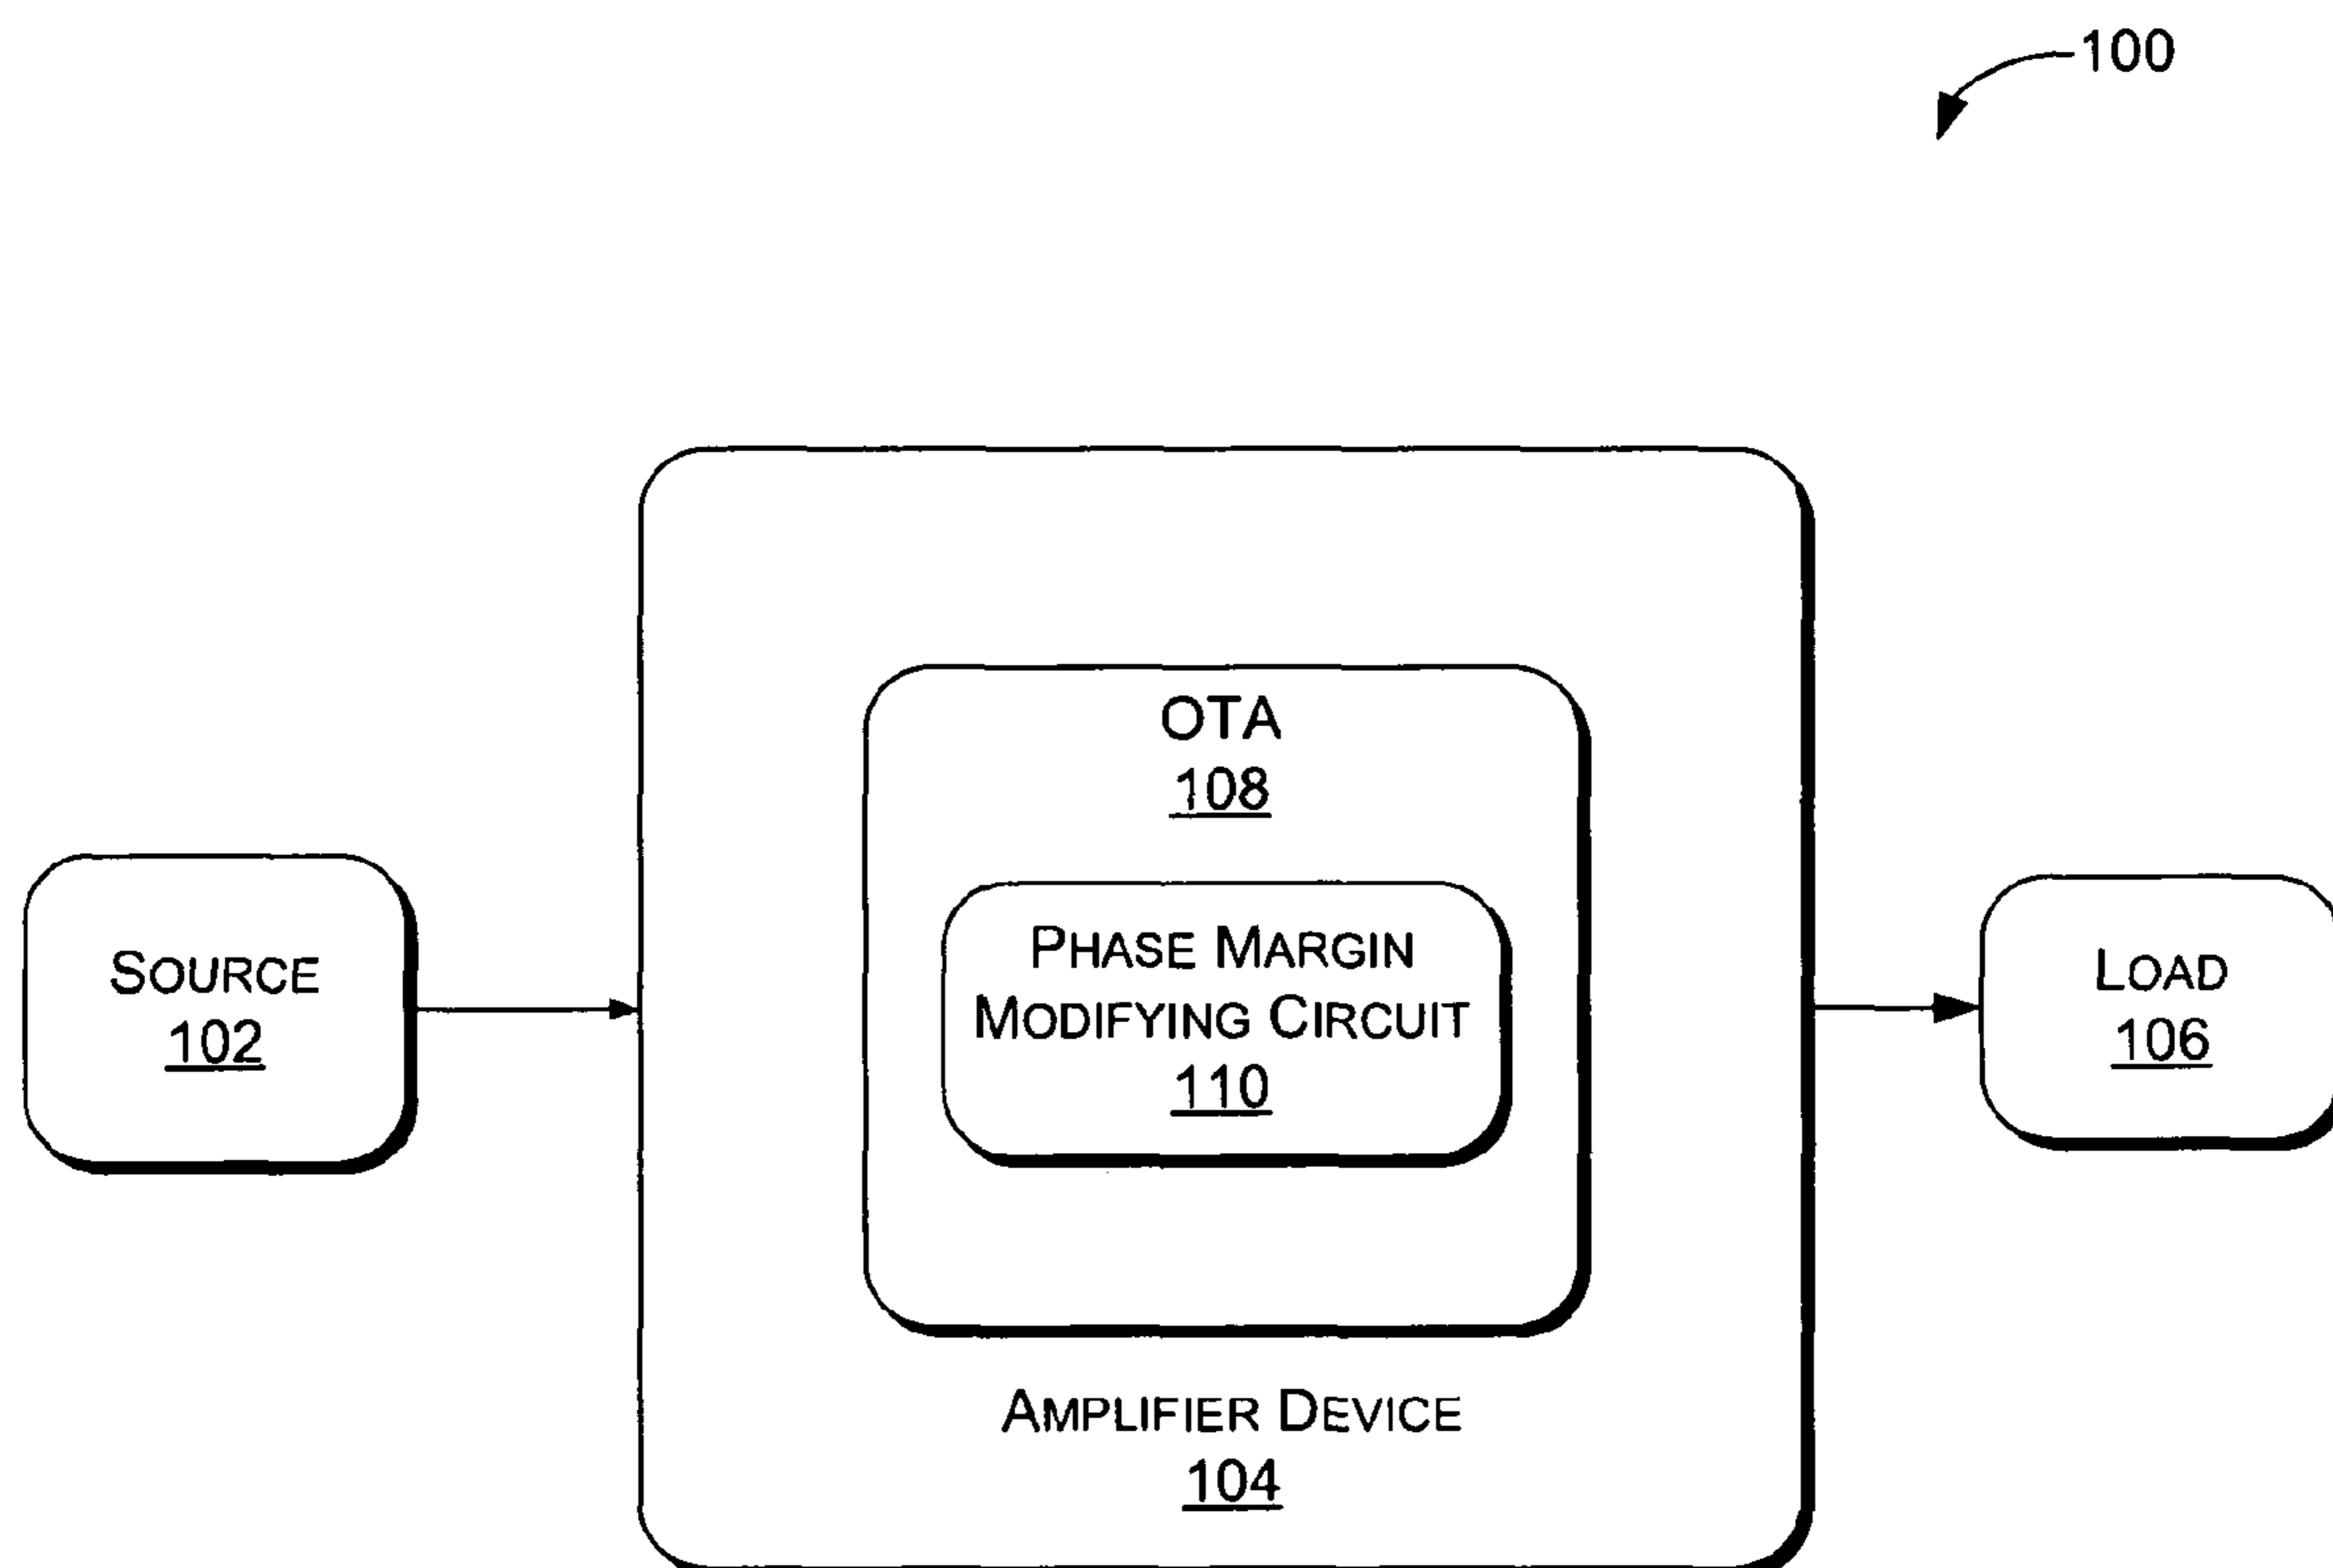 100
OTA
108
PHASE MARGIN
MODIFYING CIRCUIT
110
SOURCE
102
LOAD
106
AMPLIFIER DEVICE
104